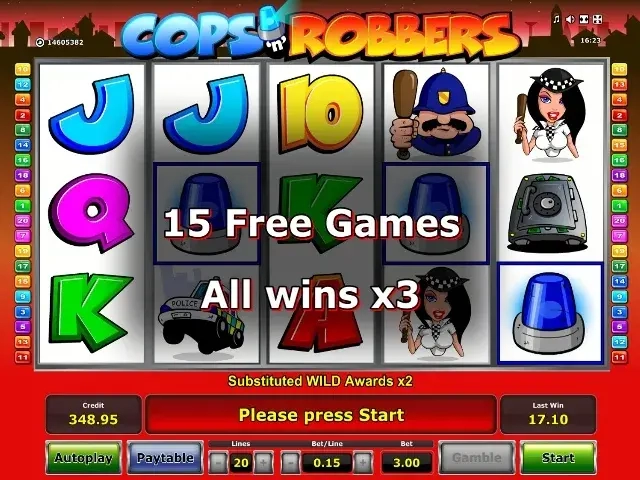 COPS 'n' ROBBERS
14605382
16:23
J J 10
Q K
K POLICE A
15 Free Games
All wins x3
Substituted WILD Awards x2
Credit
348.95
Please press Start
Last Win
17.10
Autoplay
Paytable
Lines
- 20 +
Bet/Line
- 0.15 +
Bet
3.00
Gamble
Start